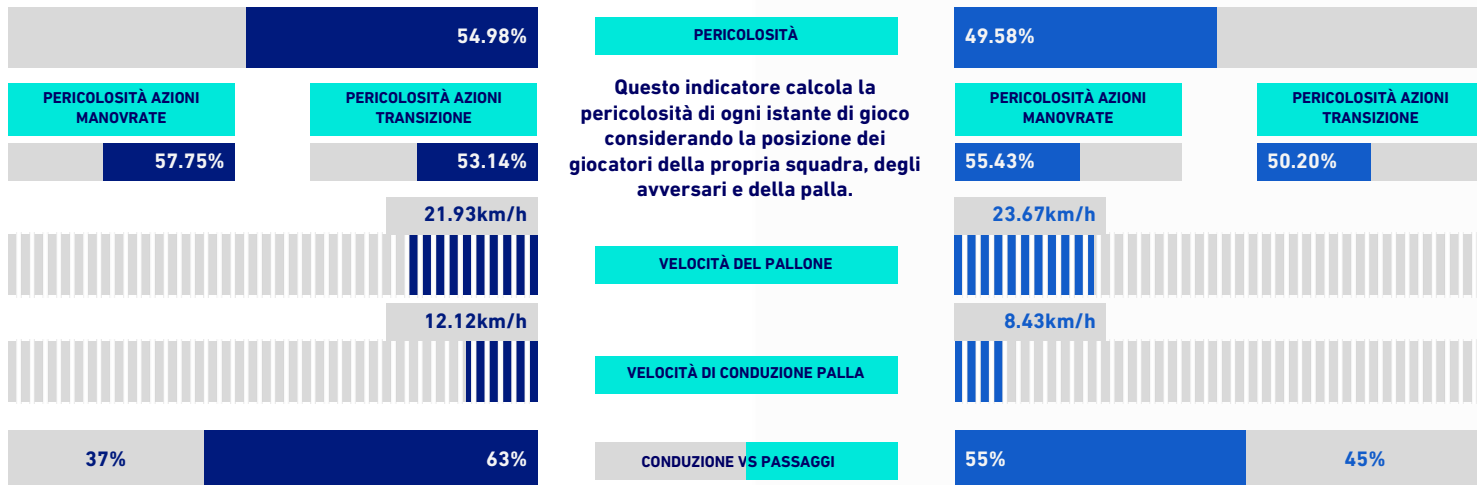 54.98%
PERICOLOSITÀ
49.58%
PERICOLOSITÀ AZIONI
MANOVRATE
PERICOLOSITÀ AZIONI
TRANSIZIONE
57.75%
53.14%
Questo indicatore calcola la
pericolosità di ogni istante di gioco
considerando la posizione dei
giocatori della propria squadra, degli
avversari e della palla.
PERICOLOSITÀ AZIONI
MANOVRATE
PERICOLOSITÀ AZIONI
TRANSIZIONE
55.43%
50.20%
21.93km/h
VELOCITÀ DEL PALLONE
23.67km/h
12.12km/h
VELOCITÀ DI CONDUZIONE PALLA
8.43km/h
37%
63%
CONDUZIONE VS PASSAGGI
55%
45%